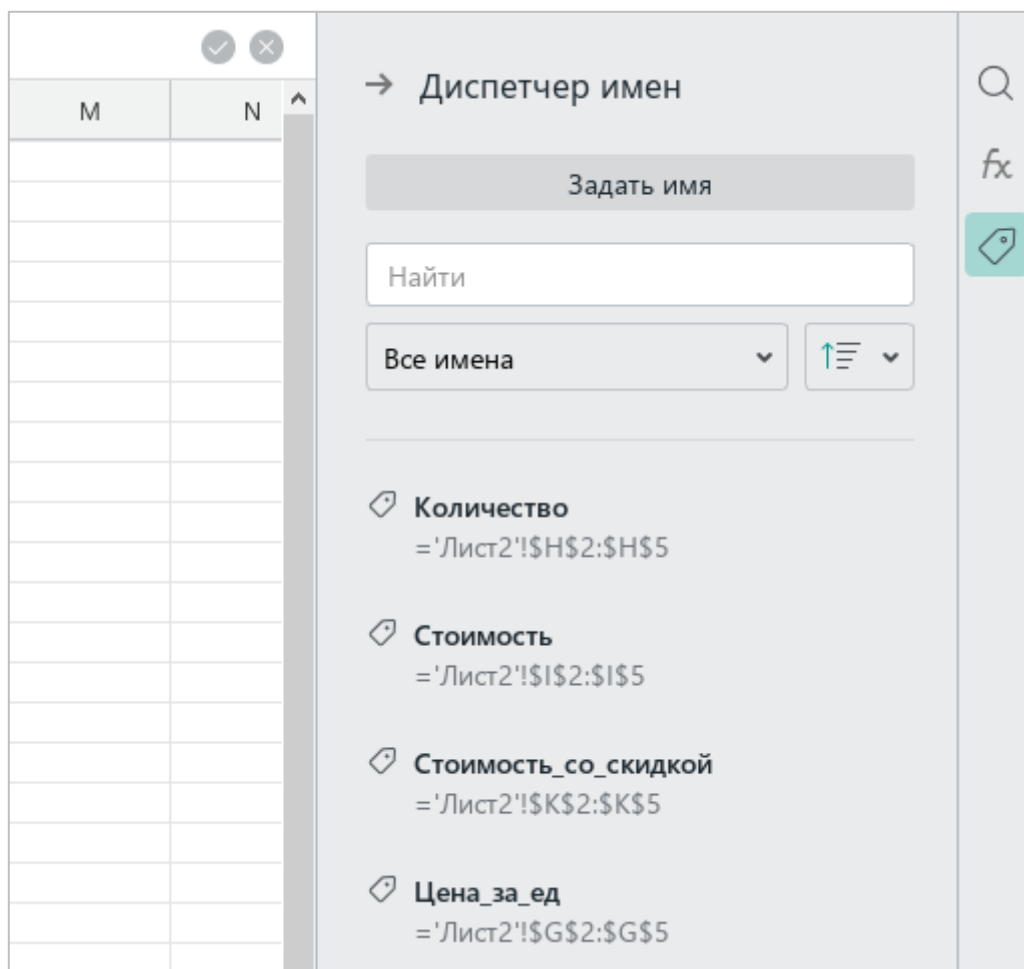 M N
Диспетчер имен
Задать имя
fx
Найти
Все имена
Количество
='Лист2'!$H$2:$H$5
Стоимость
='Лист2'!$I$2:$I$5
Стоимость_со_скидкой
='Лист2'!$K$2:$K$5
Цена_за_ед
='Лист2'!$G$2:$G$5